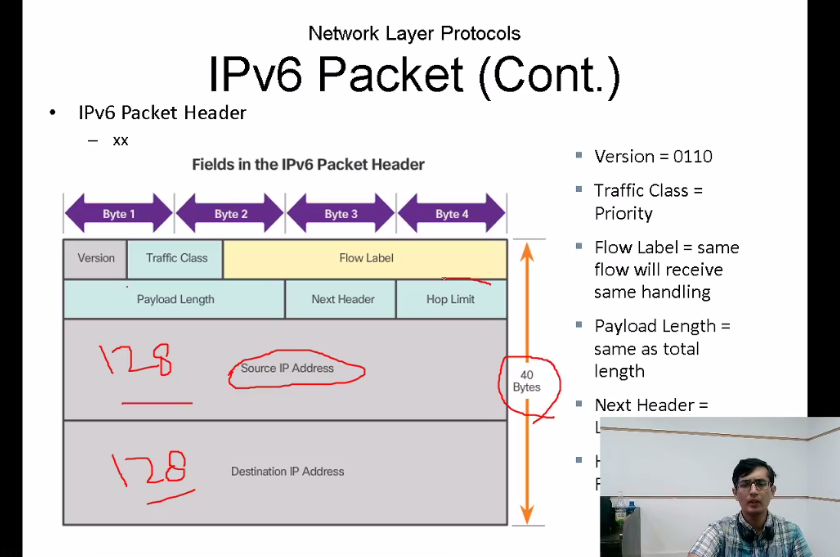 Network Layer Protocols
IPv6 Packet (Cont.)
• IPv6 Packet Header
– xx
Fields in the IPv6 Packet Header
Byte 1 Byte 2 Byte 3 Byte 4
Version Traffic Class Flow Label
Payload Length Next Header Hop Limit
128 Source IP Address
128 Destination IP Address
40
Bytes
Version = 0110
Traffic Class =
Priority
Flow Label = same
flow will receive
same handling
Payload Length =
same as total
length
Next Header =